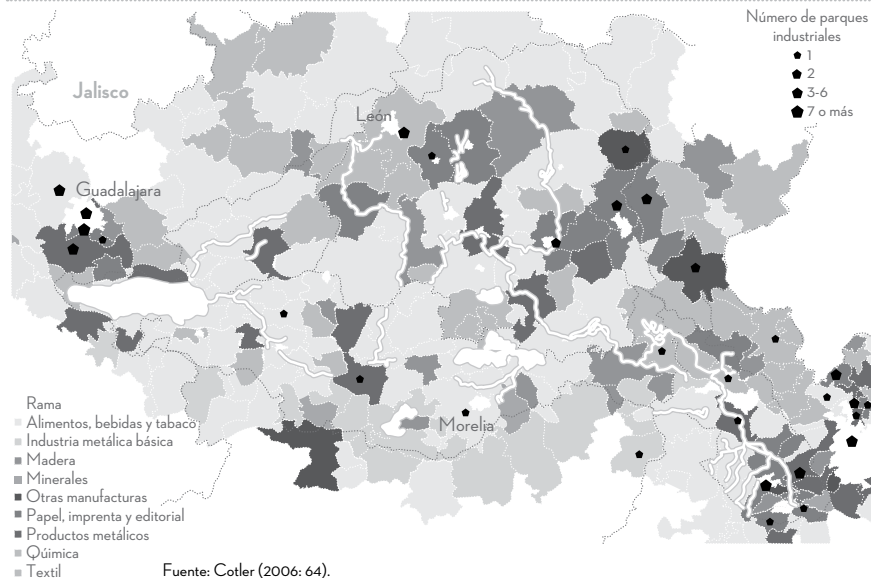 Número de parques
industriales
1
2
3-6
7 o más
Jalisco
León
Guadalajara
Morelia
Rama
Alimentos, bebidas y tabaco
Industria metálica básica
Madera
Minerales
Otras manufacturas
Papel, imprenta y editorial
Productos metálicos
Qúimica
Textil
Fuente: Cotler (2006: 64).